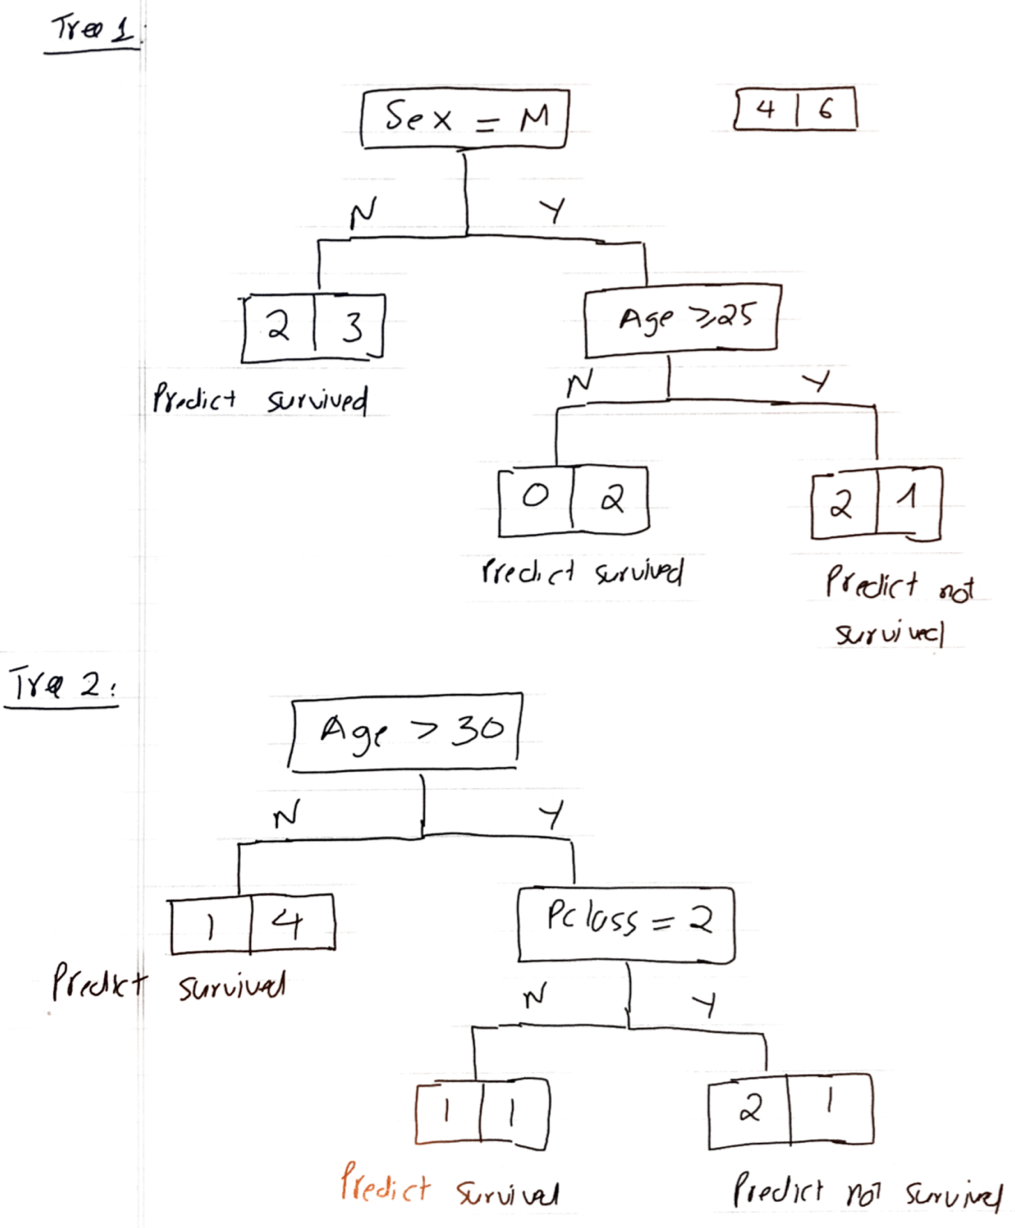 Tree 1:
Sex = M
4 | 6
N Y
2 3
Age ⩾25
Predict survived
N Y
0 2
2 1
Predict survived
Predict not
survived
Tree 2:
Age > 30
N Y
1 4
Pclass = 2
Predict survived
N Y
1 1
2 1
Predict survived
Predict not survived